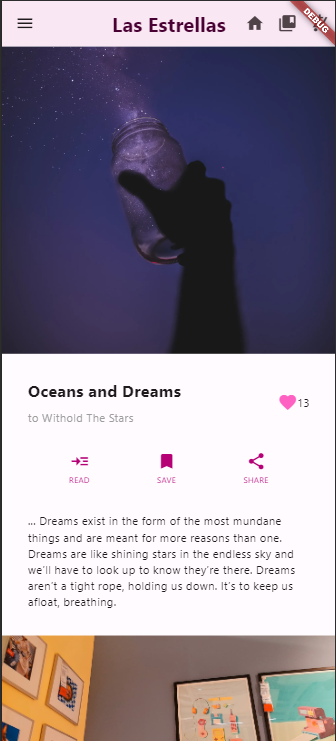 Las Estrellas
DEBUG
Oceans and Dreams
to Withold The Stars
13
READ
SAVE
SHARE
... Dreams exist in the form of the most mundane
things and are meant for more reasons than one.
Dreams are like shining stars in the endless sky and
we'll have to look up to know they're there. Dreams
aren't a tight rope, holding us down. It's to keep us
afloat, breathing.